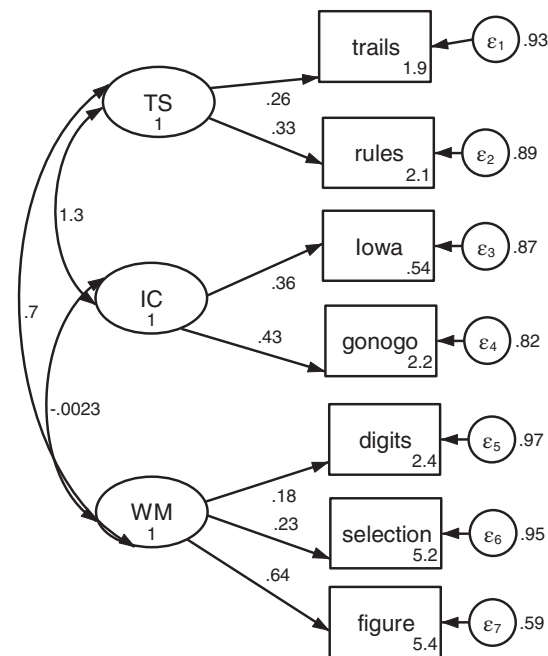 trails
1.9
ε1
.93
TS
1
.26
.33
rules
2.1
ε2
.89
1.3
Iowa
.54
ε3
.87
IC
1
.36
.43
gonogo
2.2
ε4
.82
.7
-.0023
digits
2.4
ε5
.97
WM
1
.18
.23
selection
5.2
ε6
.95
.64
figure
5.4
ε7
.59